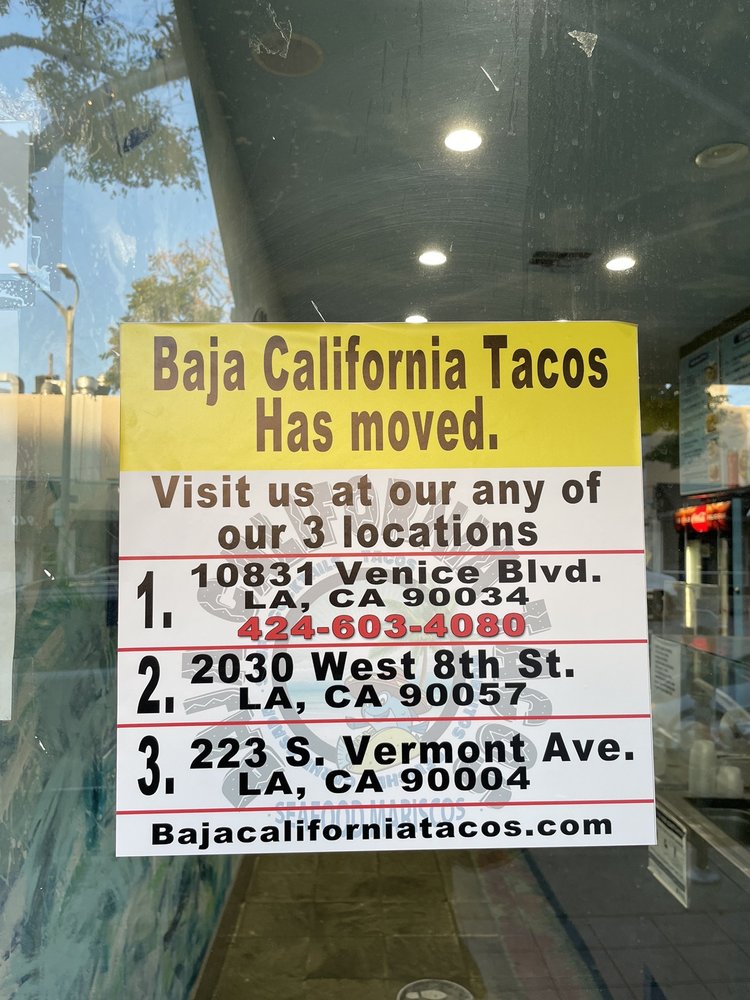 Baja California Tacos
Has moved.
Visit us at our any of
our 3 locations
1. 10831 Venice Blvd.
LA, CA 90034
424-603-4080
2. 2030 West 8th St.
LA, CA 90057
3. 223 S. Vermont Ave.
LA, CA 90004
SEAFOOD MARISCOS
Bajacaliforniatacos.com